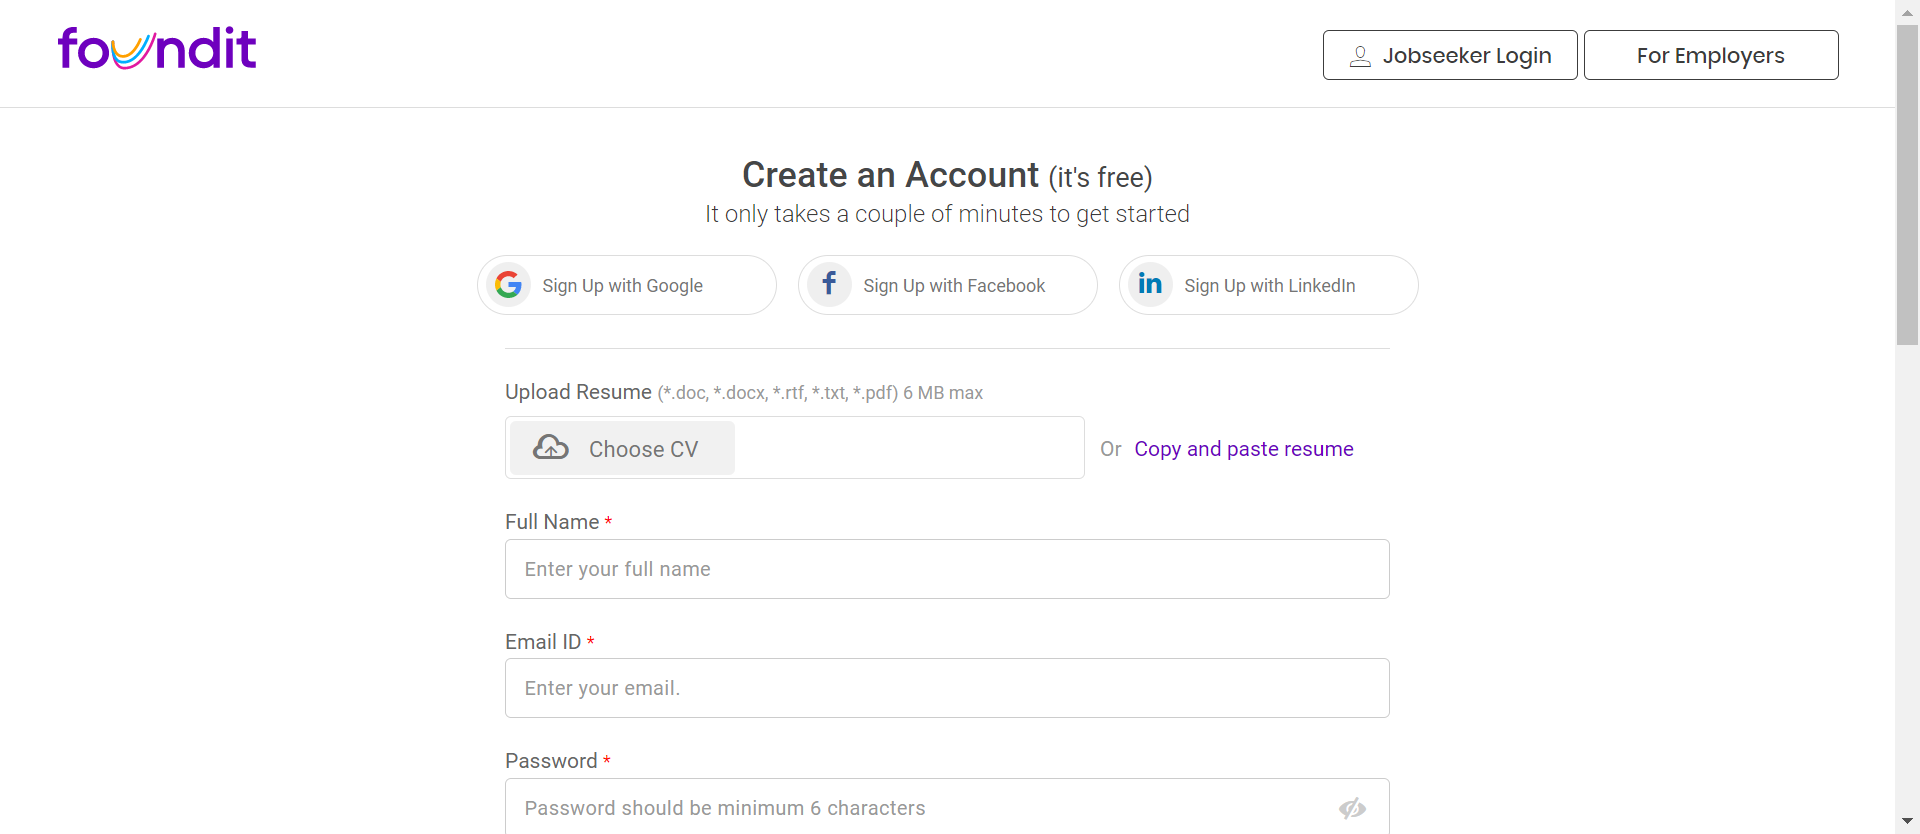 foundit
Jobseeker Login
For Employers
Create an Account (it's free)
It only takes a couple of minutes to get started
Sign Up with Google
Sign Up with Facebook
Sign Up with LinkedIn
Upload Resume (*.doc, *.docx, *.rtf, *.txt, *.pdf) 6 MB max
Choose CV
Or Copy and paste resume
Full Name *
Enter your full name
Email ID *
Enter your email.
Password *
Password should be minimum 6 characters